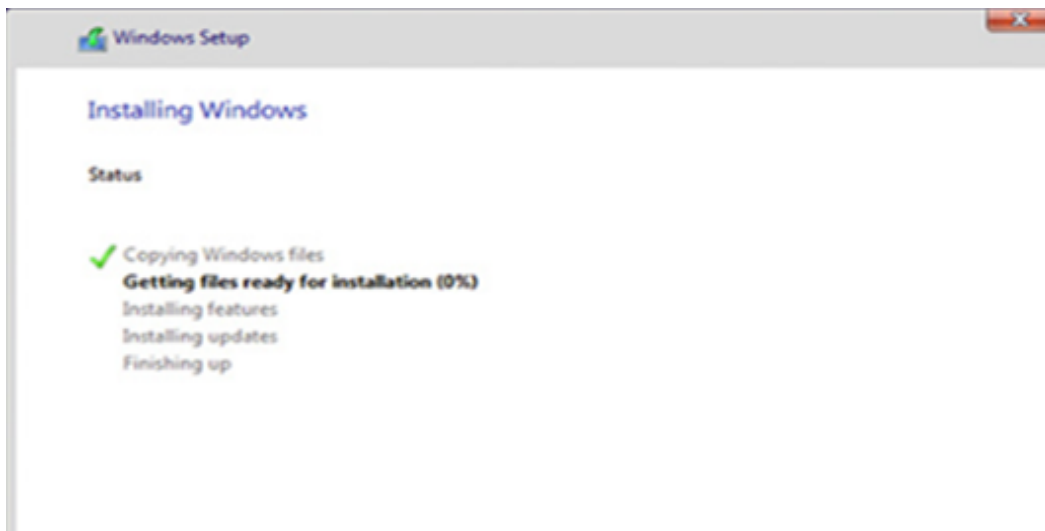 Windows Setup
Installing Windows
Status
Copying Windows files
Getting files ready for installation (0%)
Installing features
Installing updates
Finishing up